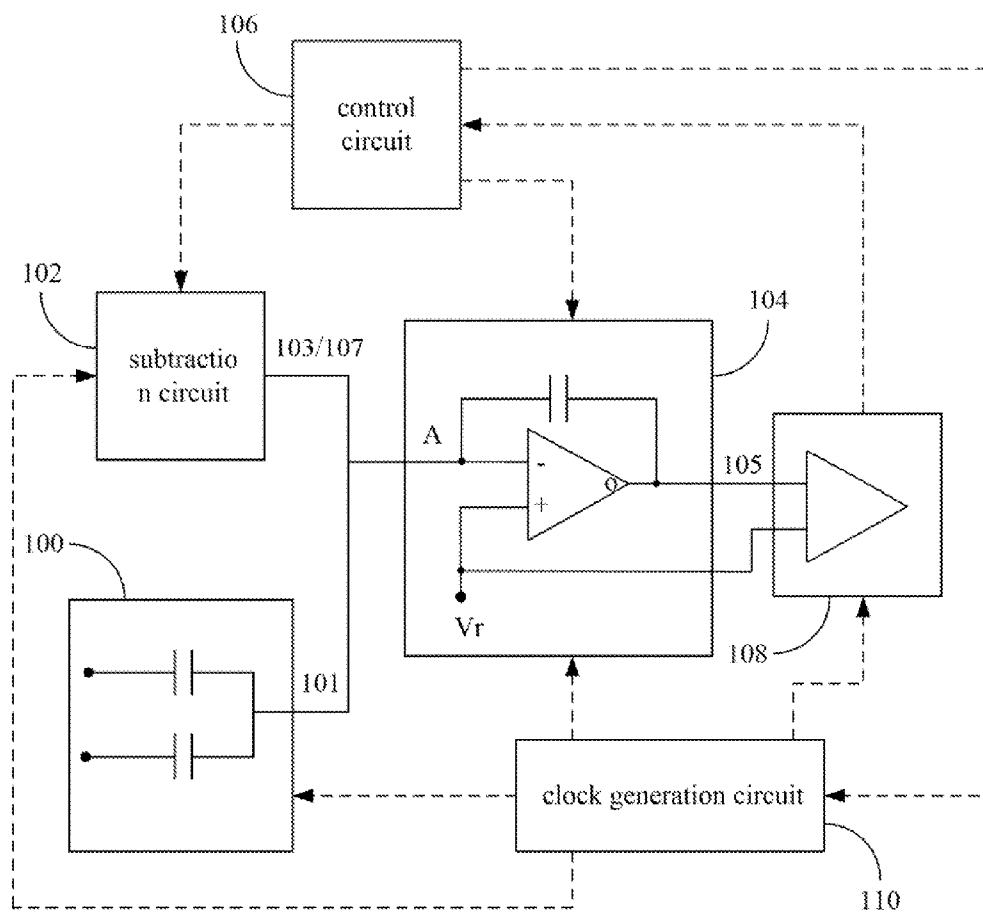 106
control
circuit
102
subtractio
n circuit
103/107
104
A
-
+
o
105
Vr
100
101
108
clock generation circuit
110